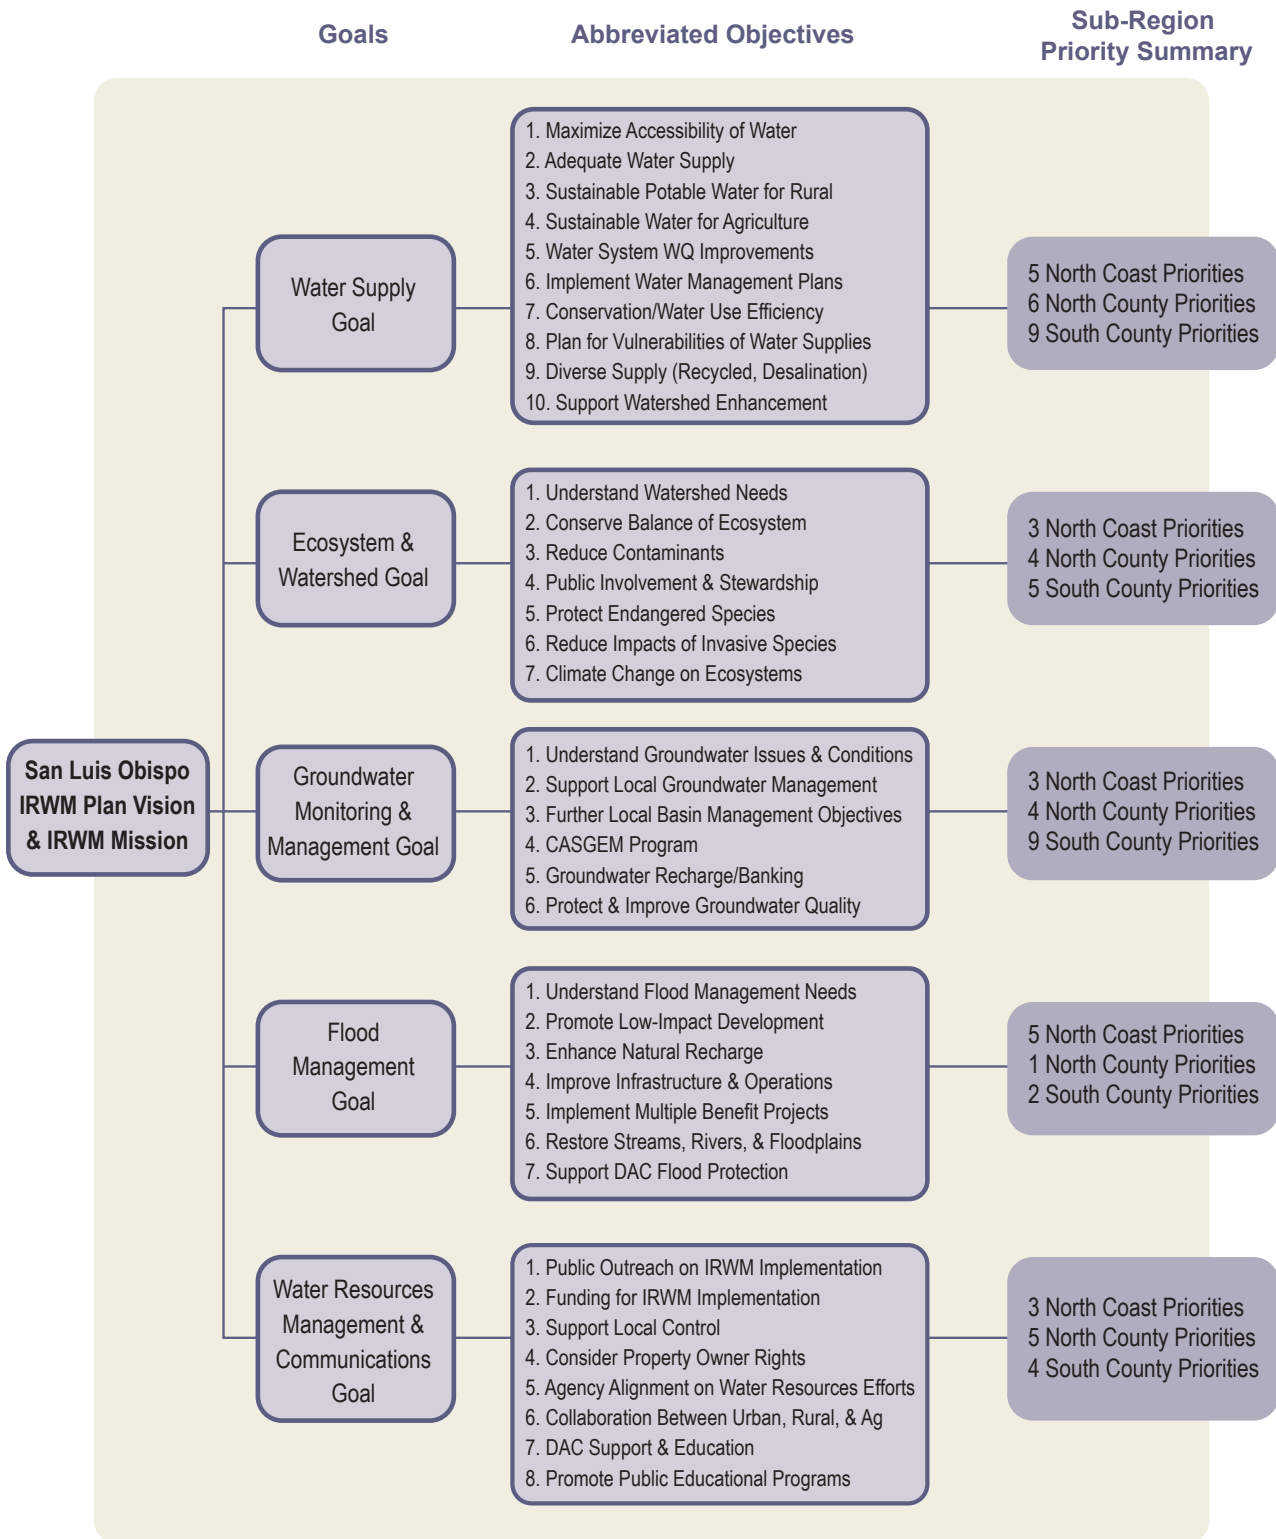 Goals
Abbreviated Objectives
Sub-Region
Priority Summary
San Luis Obispo
IRWM Plan Vision
& IRWM Mission
Water Supply
Goal
1. Maximize Accessibility of Water
2. Adequate Water Supply
3. Sustainable Potable Water for Rural
4. Sustainable Water for Agriculture
5. Water System WQ Improvements
6. Implement Water Management Plans
7. Conservation/Water Use Efficiency
8. Plan for Vulnerabilities of Water Supplies
9. Diverse Supply (Recycled, Desalination)
10. Support Watershed Enhancement
5 North Coast Priorities
6 North County Priorities
9 South County Priorities
Ecosystem &
Watershed Goal
1. Understand Watershed Needs
2. Conserve Balance of Ecosystem
3. Reduce Contaminants
4. Public Involvement & Stewardship
5. Protect Endangered Species
6. Reduce Impacts of Invasive Species
7. Climate Change on Ecosystems
3 North Coast Priorities
4 North County Priorities
5 South County Priorities
Groundwater
Monitoring &
Management Goal
1. Understand Groundwater Issues & Conditions
2. Support Local Groundwater Management
3. Further Local Basin Management Objectives
4. CASGEM Program
5. Groundwater Recharge/Banking
6. Protect & Improve Groundwater Quality
3 North Coast Priorities
4 North County Priorities
9 South County Priorities
Flood
Management
Goal
1. Understand Flood Management Needs
2. Promote Low-Impact Development
3. Enhance Natural Recharge
4. Improve Infrastructure & Operations
5. Implement Multiple Benefit Projects
6. Restore Streams, Rivers, & Floodplains
7. Support DAC Flood Protection
5 North Coast Priorities
1 North County Priorities
2 South County Priorities
Water Resources
Management &
Communications
Goal
1. Public Outreach on IRWM Implementation
2. Funding for IRWM Implementation
3. Support Local Control
4. Consider Property Owner Rights
5. Agency Alignment on Water Resources Efforts
6. Collaboration Between Urban, Rural, & Ag
7. DAC Support & Education
8. Promote Public Educational Programs
3 North Coast Priorities
5 North County Priorities
4 South County Priorities